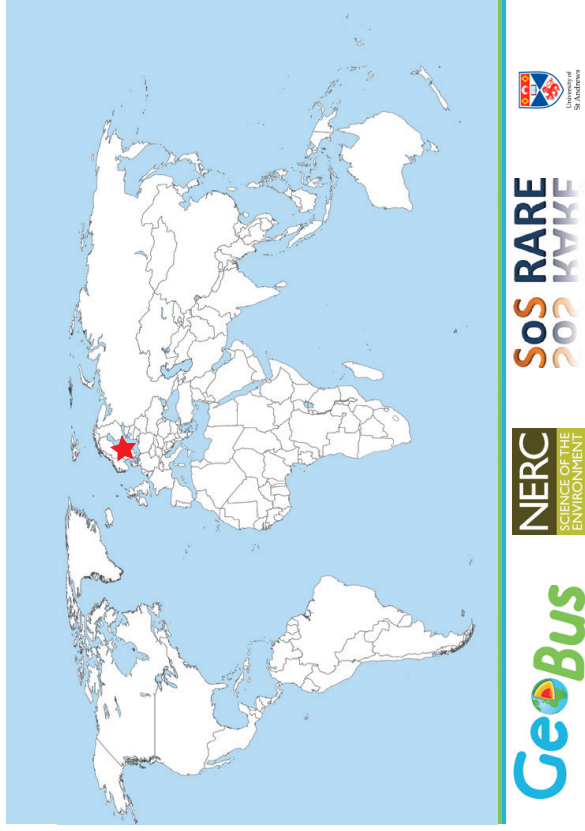 GeoBus
NERC
SCIENCE OF THE
ENVIRONMENT
SoS RARE
University of
St Andrews